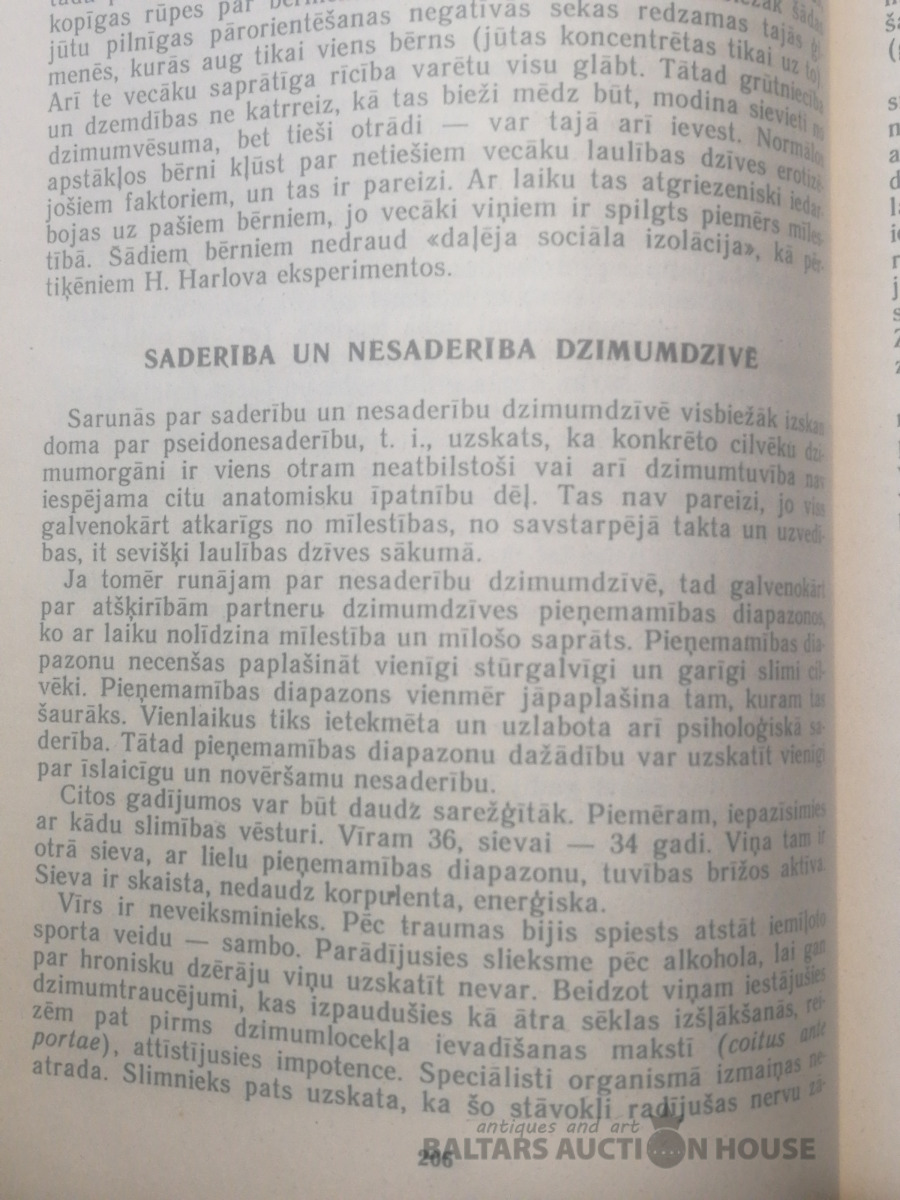 kopīgas rūpes par šādas
jūtu pilnīgas pārorientēšanas negatīvās sekas redzamas tajās ģi-
menēs, kurās aug tikai viens bērns (jūtas koncentrētas tikai uz to)
Arī te vecāku saprātīga rīcība varētu visu glābt. Tātad grūtniecība
un dzemdības ne katrreiz, kā tas bieži mēdz būt, modina sievieti no
dzimumvēsuma, bet tieši otrādi — var tajā arī ievest. Normālos
apstākļos bērni kļūst par netiešiem vecāku laulības dzīves erotizē-
jošiem faktoriem, un tas ir pareizi. Ar laiku tas atgriezeniski iedar-
bojas uz pašiem bērniem, jo vecāki viņiem ir spilgts piemērs mīles-
tībā. Šādiem bērniem nedraud «daļēja sociāla izolācija», kā pēr-
tiķēniem H. Harlova eksperimentos.
SADERĪBA UN NESADERĪBA DZIMUMDZĪVĒ
Sarunās par saderību un nesaderību dzimumdzīvē visbiežāk izskan
doma par pseidonesaderību, t. i., uzskats, ka konkrēto cilvēku dzi-
mumorgāni ir viens otram neatbilstoši vai arī dzimumtuvība nav
iespējama citu anatomisku īpatnību dēļ. Tas nav pareizi, jo viss
galvenokārt atkarīgs no mīlestības, no savstarpējā takta un uzvedī-
bas, it sevišķi laulības dzīves sākumā.
Ja tomēr runājam par nesaderību dzimumdzīvē, tad galvenokārt
par atšķirībām partneru dzimumdzīves pieņemamības diapazonos,
ko ar laiku nolīdzina mīlestība un mīlošo saprāts. Pieņemamības dia-
pazonu necenšas paplašināt vienīgi stūrgalvīgi un garīgi slimi cil-
vēki. Pieņemamības diapazons vienmēr jāpaplašina tam, kuram tas
šaurāks. Vienlaikus tiks ietekmēta un uzlabota arī psiholoģiskā sa-
derība. Tātad pieņemamības diapazonu dažādību var uzskatīt vienīgi
par īslaicīgu un novēršamu nesaderību.
Citos gadījumos var būt daudz sarežģītāk. Piemēram, iepazīsimies
ar kādu slimības vēsturi. Vīram 36, sievai — 34 gadi. Viņa tam ir
otrā sieva, ar lielu pieņemamības diapazonu, tuvības brīžos aktīva.
Sieva ir skaista, nedaudz korpulenta, enerģiska.
Vīrs ir neveiksminieks. Pēc traumas bijis spiests atstāt iemīļoto
sporta veidu — sambo. Parādījusies slieksme pēc alkohola, lai gan
par hronisku dzērāju viņu uzskatīt nevar. Beidzot viņam iestājušies
dzimumtraucējumi, kas izpaudušies kā ātra sēklas izšļākšanās, rei-
zēm pat pirms dzimumlocekļa ievadīšanas makstī (coitus ante
portae), attīstījusies impotence. Speciālisti organismā izmaiņas ne-
atrada. Slimnieks pats uzskata, ka šo stāvokli radījušas nervu zā-
antiques and art
BALTARS AUCTION HOUSE
206